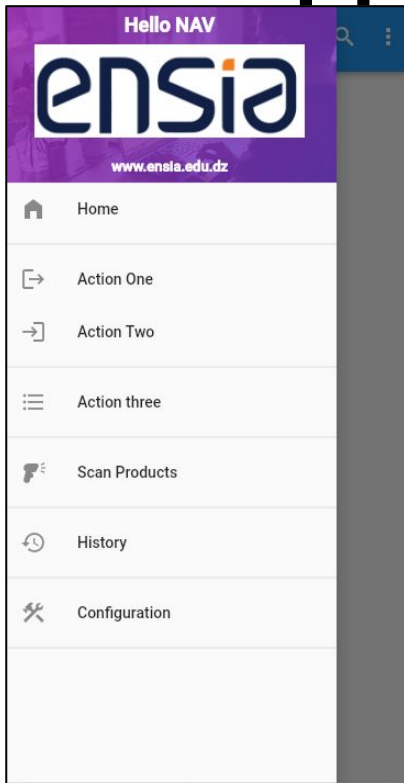 Hello NAV
ensia
www.ensia.edu.dz
Home
Action One
Action Two
Action three
Scan Products
History
Configuration